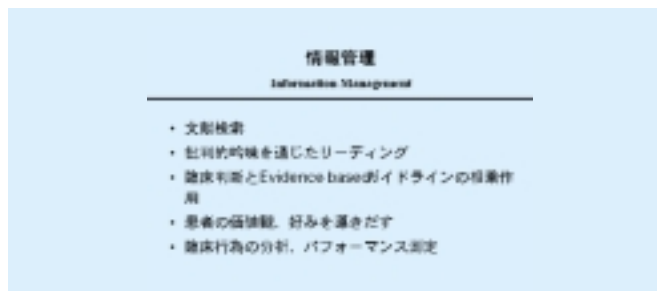 情報管理
Information Management
• 文献検索
• 批判的吟味を通じたリーディング
• 臨床判断とEvidence basedガイドラインの相乗作
用
• 患者の価値観、好みを導きだす
• 臨床行為の分析、パフォーマンス測定